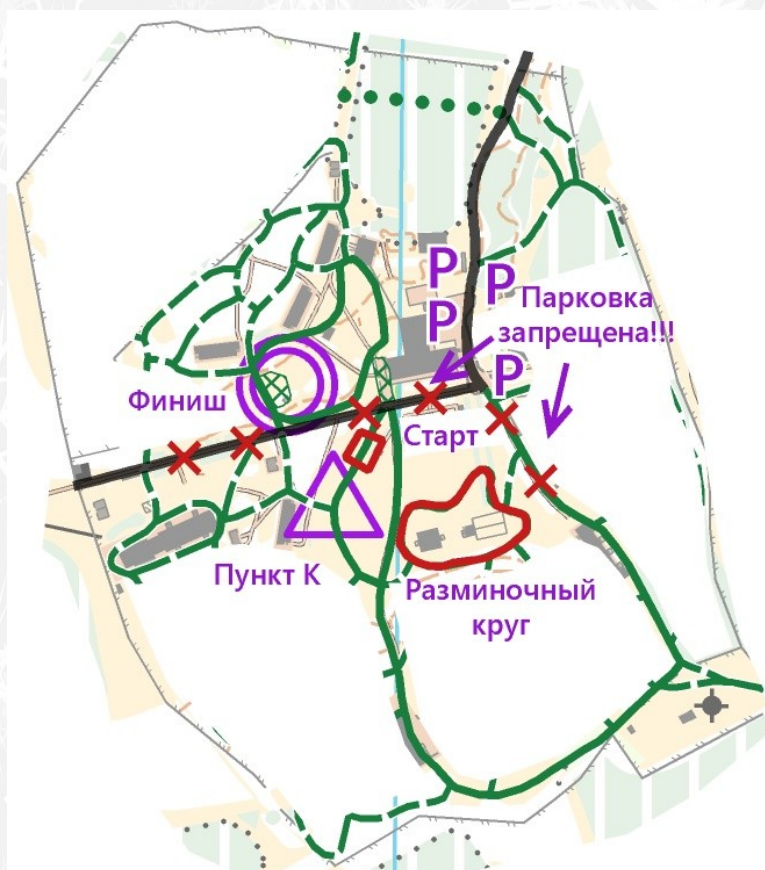 P
P
P Парковка
запрещена!!!
P
Финиш
Старт
Пункт К
Разминочный
круг